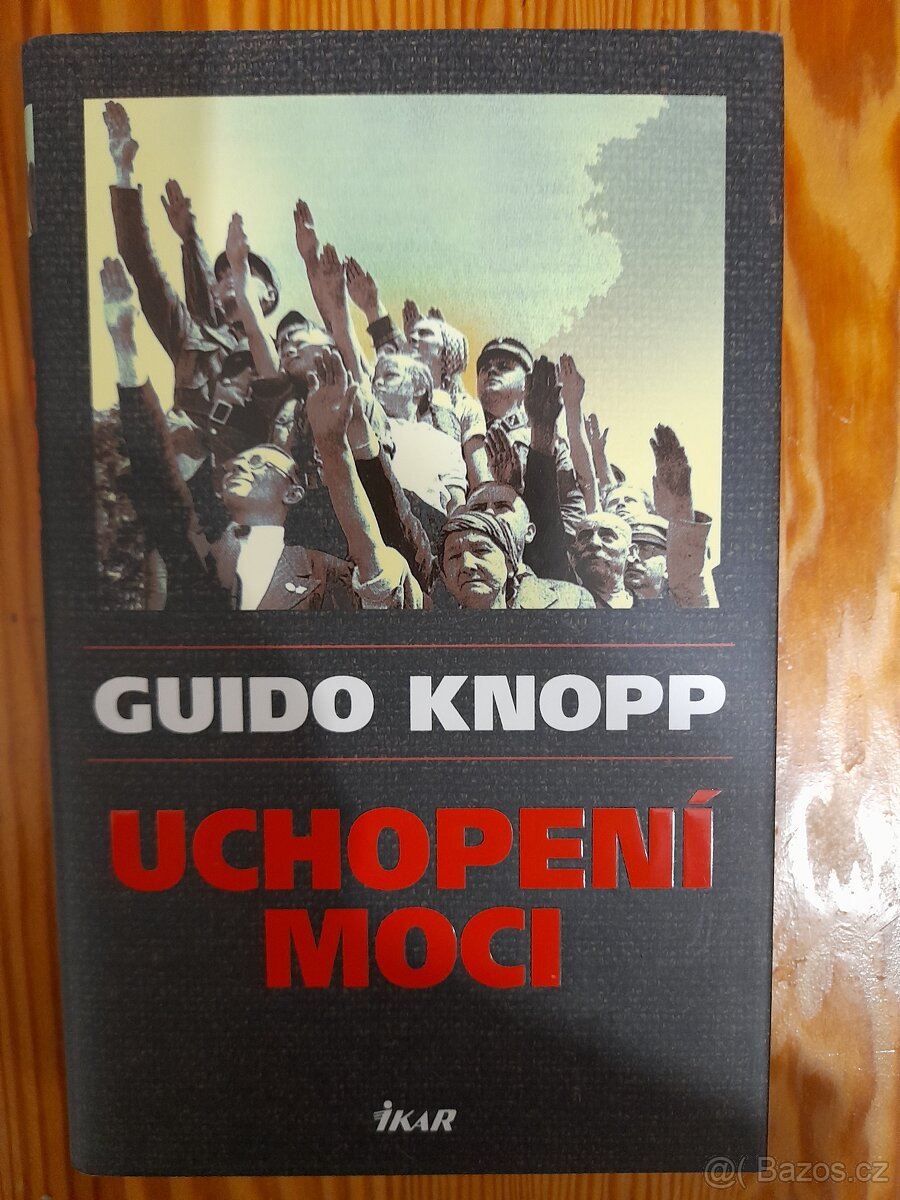 GUIDO KNOPP
UCHOPENÍ
MOCI
iKAR
@( Bazos.cz